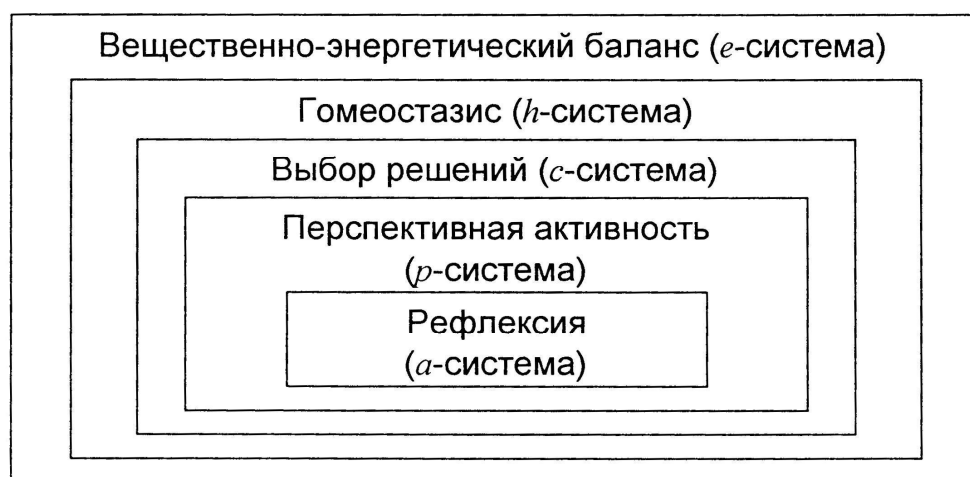 Вещественно-энергетический баланс (e-система)
Гомеостазис (h-система)
Выбор решений (c-система)
Перспективная активность
(p-система)
Рефлексия
(a-система)